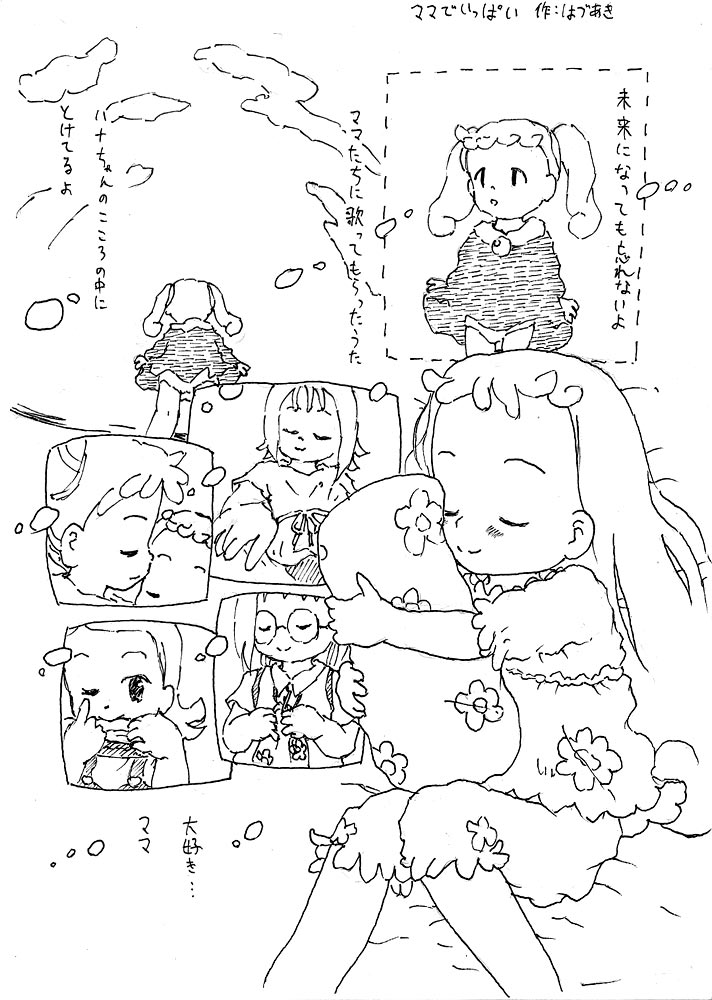 ママでいっぱい 作:はづあき
未来になっても忘れないよ
ママたちに歌ってもらったうた
ハナちゃんのこころの中に
とけてるよ
大好き…
ママ